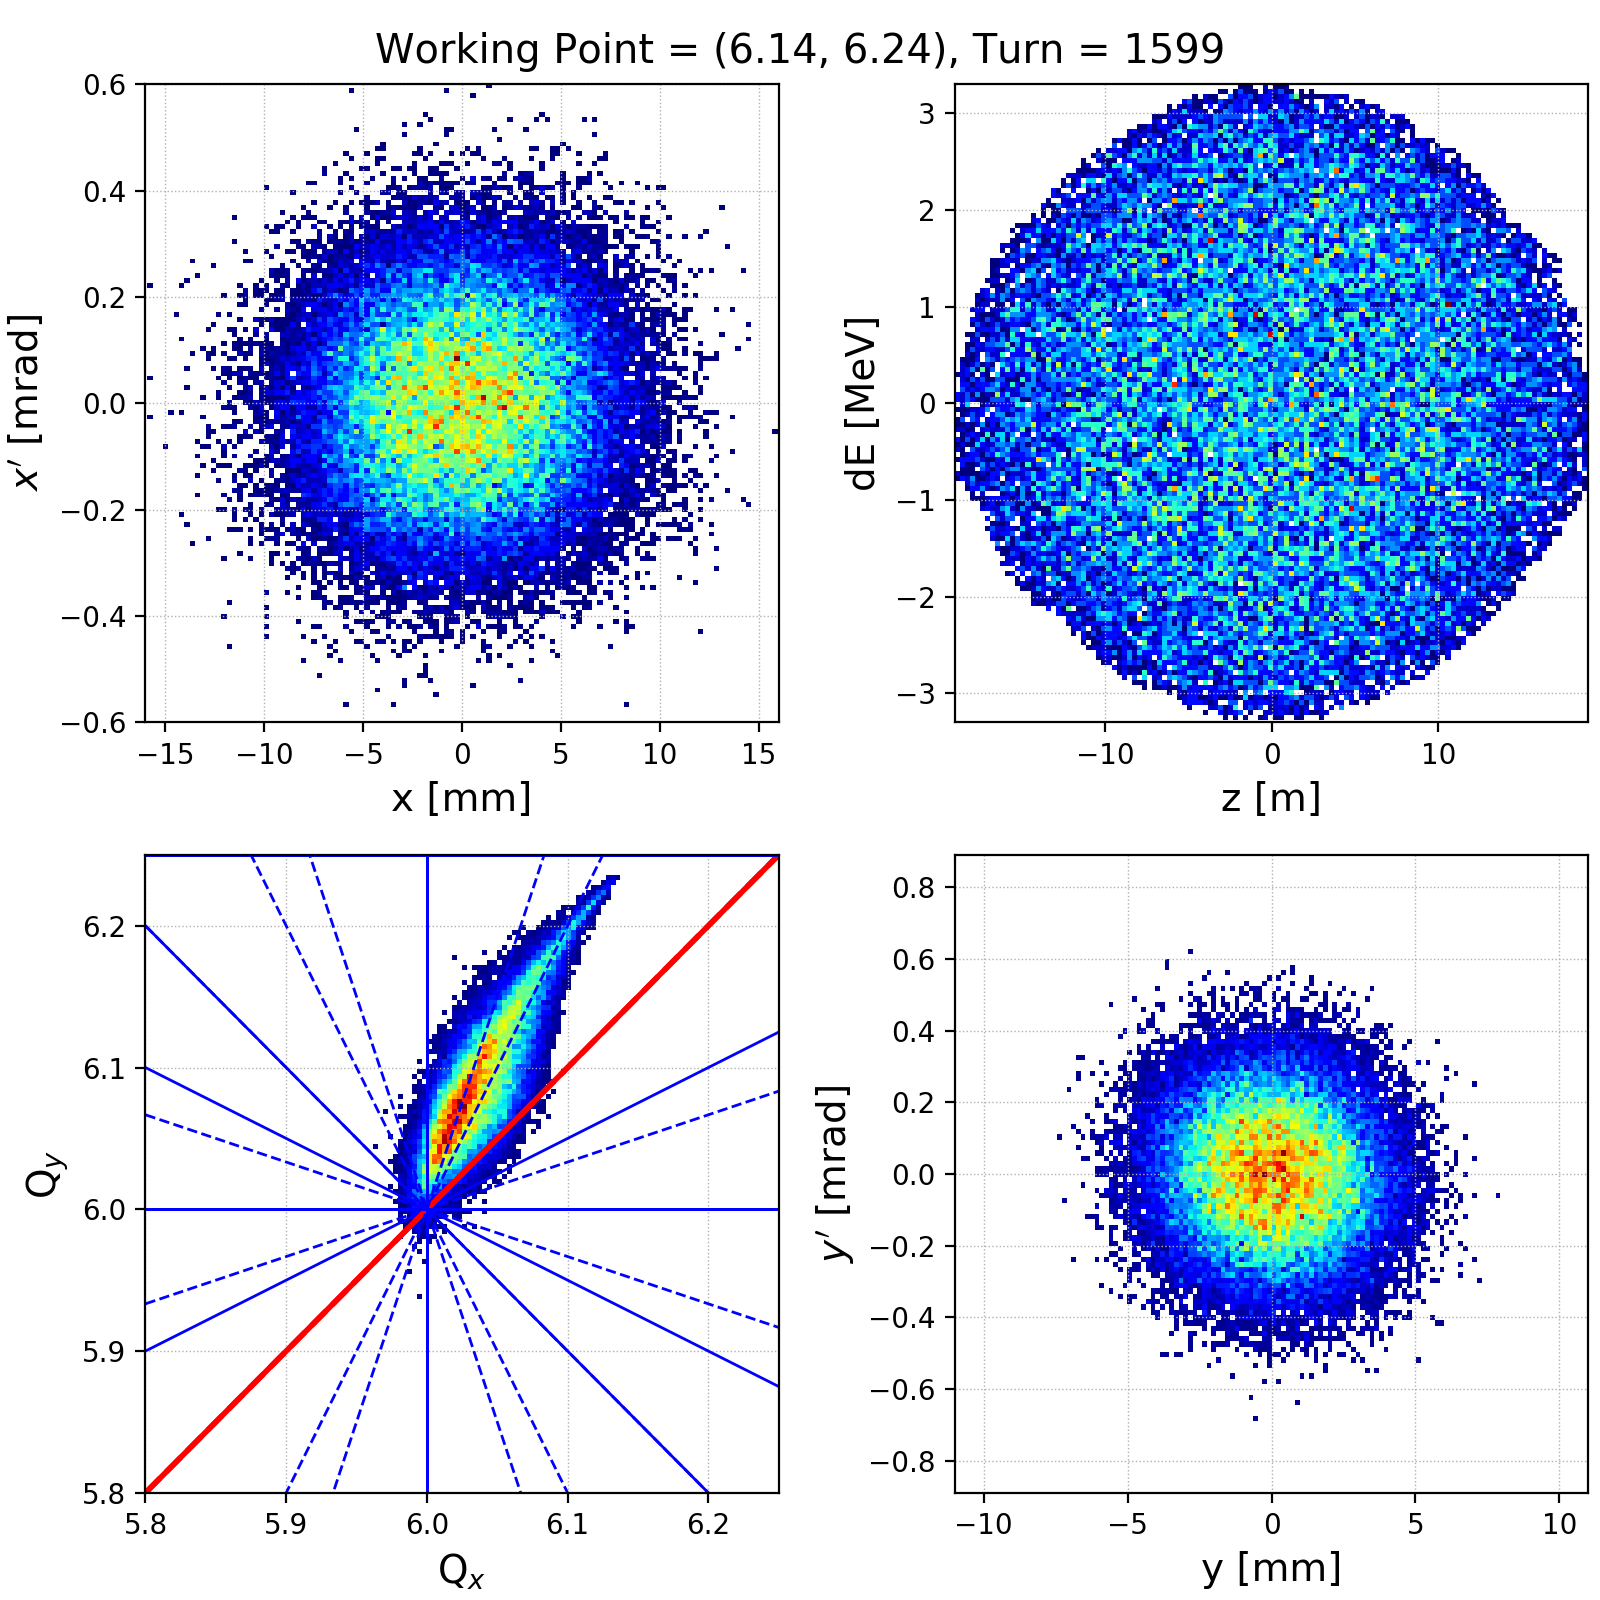 Working Point = (6.14, 6.24), Turn = 1599
0.6
0.4
0.2
0.0
−0.2
−0.4
−0.6
x′ [mrad]
−15 −10 −5 0 5 10 15
x [mm]
3
2
1
0
−1
−2
−3
dE [MeV]
−10 0 10
z [m]
6.2
6.1
6.0
5.9
5.8
Qy
5.8 5.9 6.0 6.1 6.2
Qx
0.8
0.6
0.4
0.2
0.0
−0.2
−0.4
−0.6
−0.8
y′ [mrad]
−10 −5 0 5 10
y [mm]